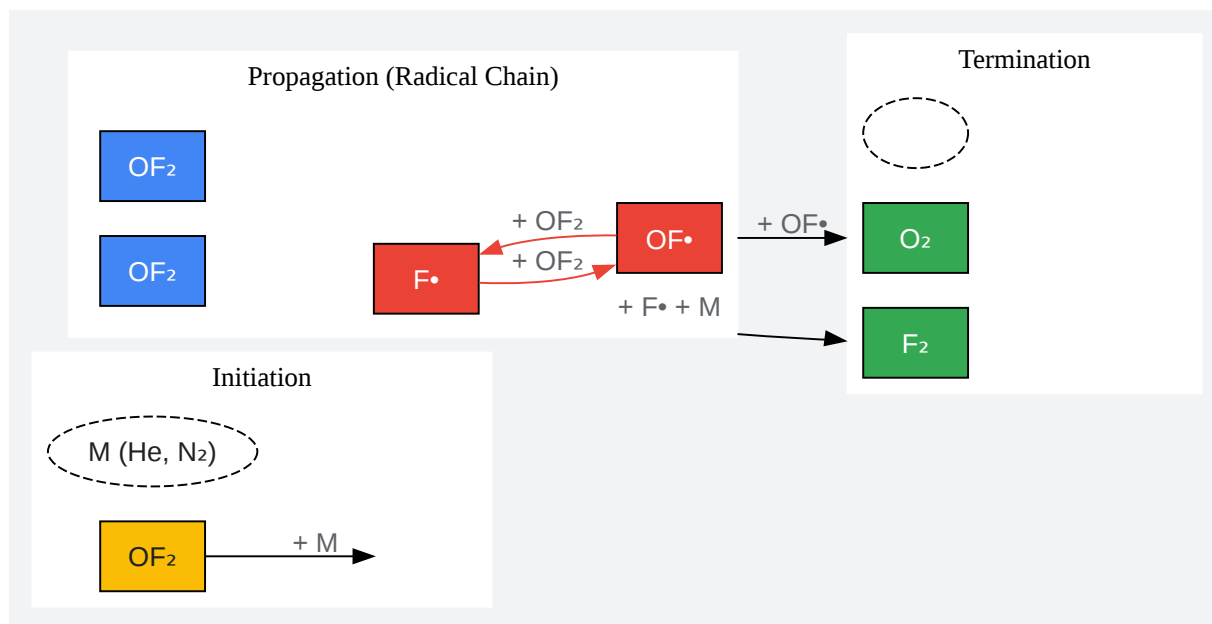 Propagation (Radical Chain)
OF₂
OF₂
F•
+ OF₂
+ OF₂
OF•
+ F• + M
+ OF•
Termination
O₂
F₂
Initiation
M (He, N₂)
OF₂
+ M